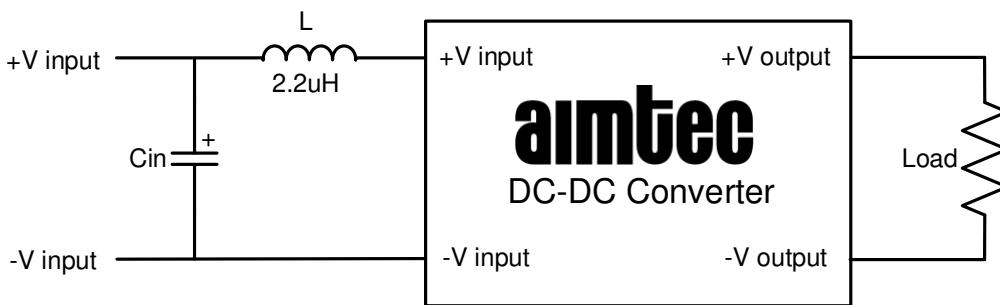 L
+V input
2.2uH
+V input
+V output
+
Cin
aimtec
DC-DC Converter
Load
-V input
-V input
-V output